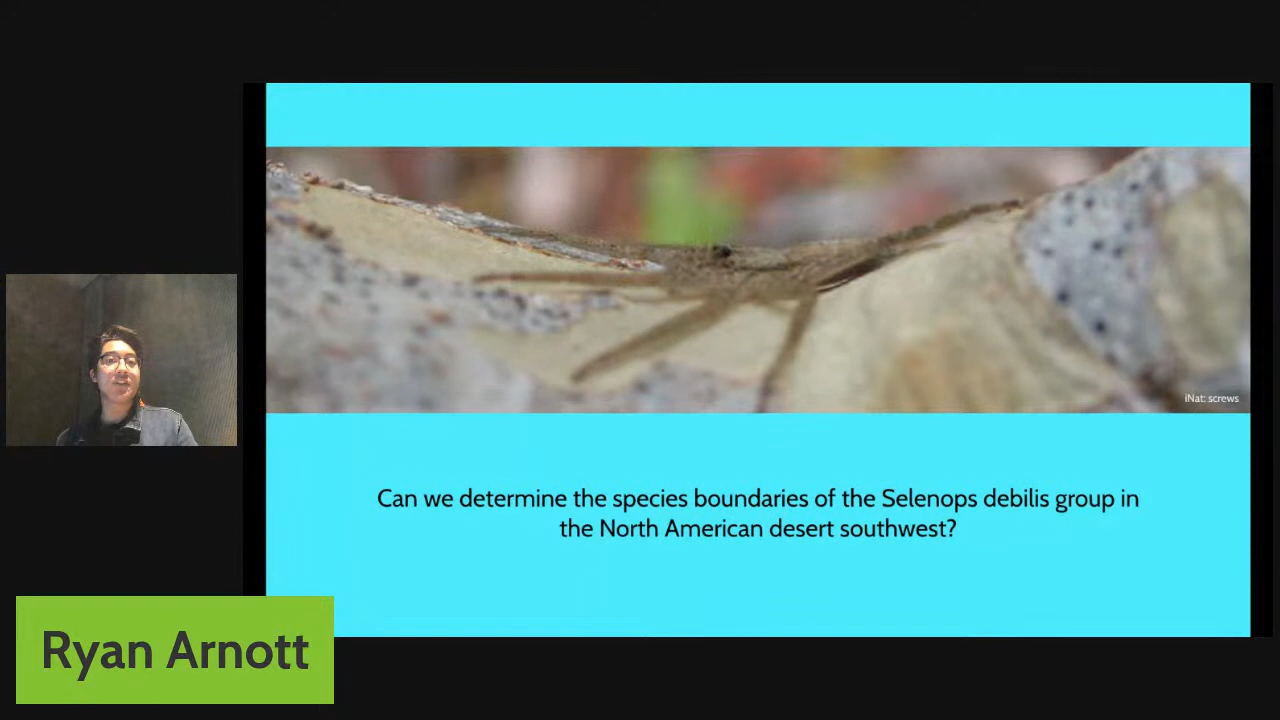 iNat: screws
Can we determine the species boundaries of the Selenops debilis group in
the North American desert southwest?
Ryan Arnott